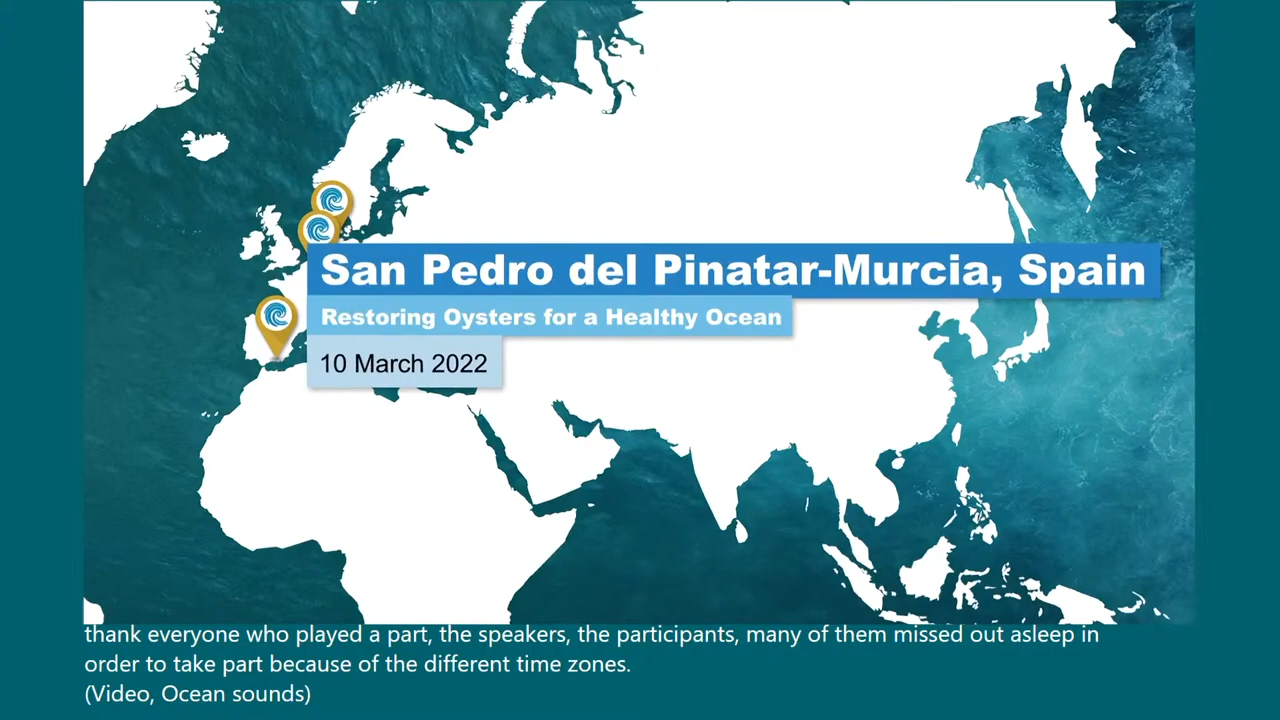 San Pedro del Pinatar-Murcia, Spain
Restoring Oysters for a Healthy Ocean
10 March 2022
thank everyone who played a part, the speakers, the participants, many of them missed out asleep in
order to take part because of the different time zones.
(Video, Ocean sounds)